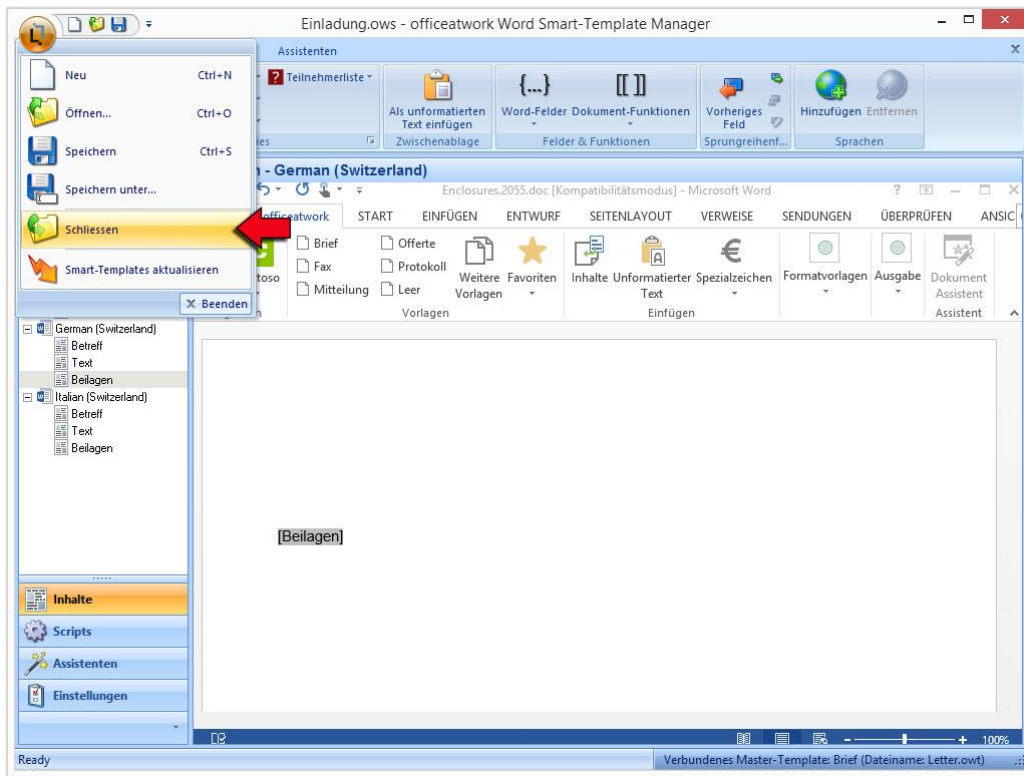 Einladung.ows - officeatwork Word Smart-Template Manager
Assistenten
Neu Ctrl+N
Öffnen... Ctrl+O
Speichern Ctrl+S
Speichern unter...
Schliessen
Smart-Templates aktualisieren
Beenden
Teilnehmerliste
Als unformatierten
Text einfügen
Zwischenablage
{...}
Word-Felder
[[ ]]
Dokument-Funktionen
Felder & Funktionen
Vorheriges
Feld
Sprungreihenf...
Hinzufügen Entfernen
Sprachen
German (Switzerland)
Enclosures.2055.doc [Kompatibilitätsmodus] - Microsoft Word
officeatwork START EINFÜGEN ENTWURF SEITENLAYOUT VERWEISE SENDUNGEN ÜBERPRÜFEN ANSIC
Brief
Fax
Mitteilung
Offerte
Protokoll
Leer
Weitere
Vorlagen
Favoriten
Vorlagen
Inhalte
Unformatierter
Text
Spezialzeichen
Einfügen
Formatvorlagen
Ausgabe
Dokument
Assistent
Assistent
German (Switzerland)
Betreff
Text
Beilagen
Italian (Switzerland)
Betreff
Text
Beilagen
[Beilagen]
Inhalte
Scripts
Assistenten
Einstellungen
100%
Ready
Verbundenes Master-Template: Brief (Dateiname: Letter.owt)